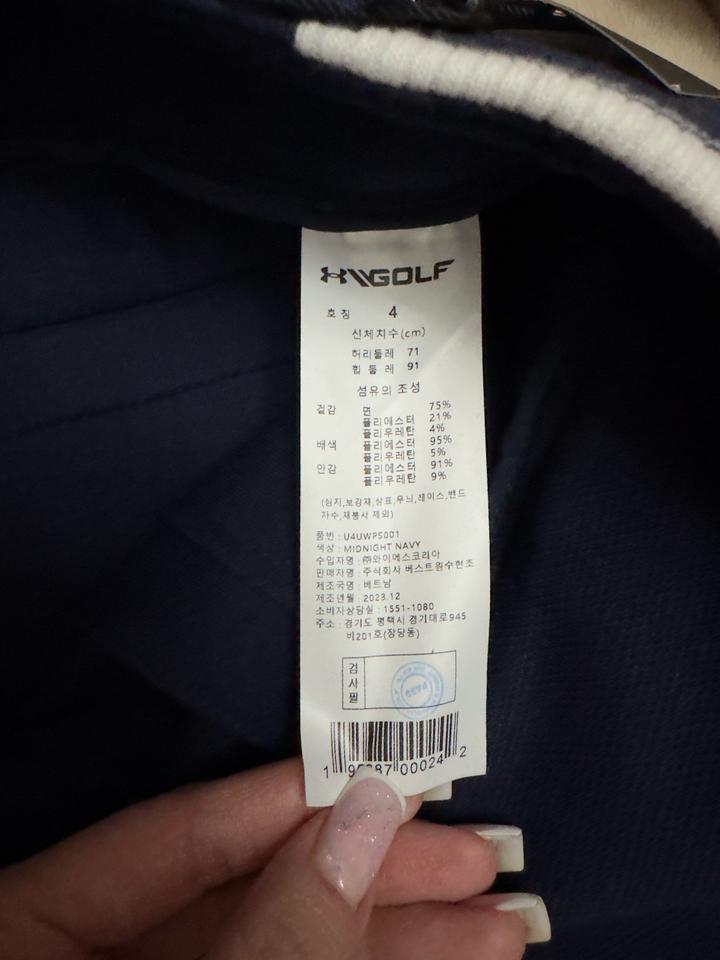 GOLF
호칭 4
신체치수(cm)
허리둘레 71
힙 둘 레 91
섬유의 조성
겉감 면 75%
폴리에스터 21%
폴리우레탄 4%
배색 폴리에스터 95%
폴리우레탄 5%
안감 폴리에스터 91%
폴리우레탄 9%
(심지,보강재,상표,무늬,레이스,밴드
자수,재봉사 제외)
품번 : U4UWPS001
색상 : MIDNIGHT NAVY
수입자명 : ㈜와이에스코리아
판매자명 : 주식회사 베스트원수현조
제조국명 : 베트남
제조년월 : 2023.12
소비자상담실 : 1551-1080
주소 : 경기도 평택시 경기대로945
비201호(장당동)
검사필
PASS
00024 2